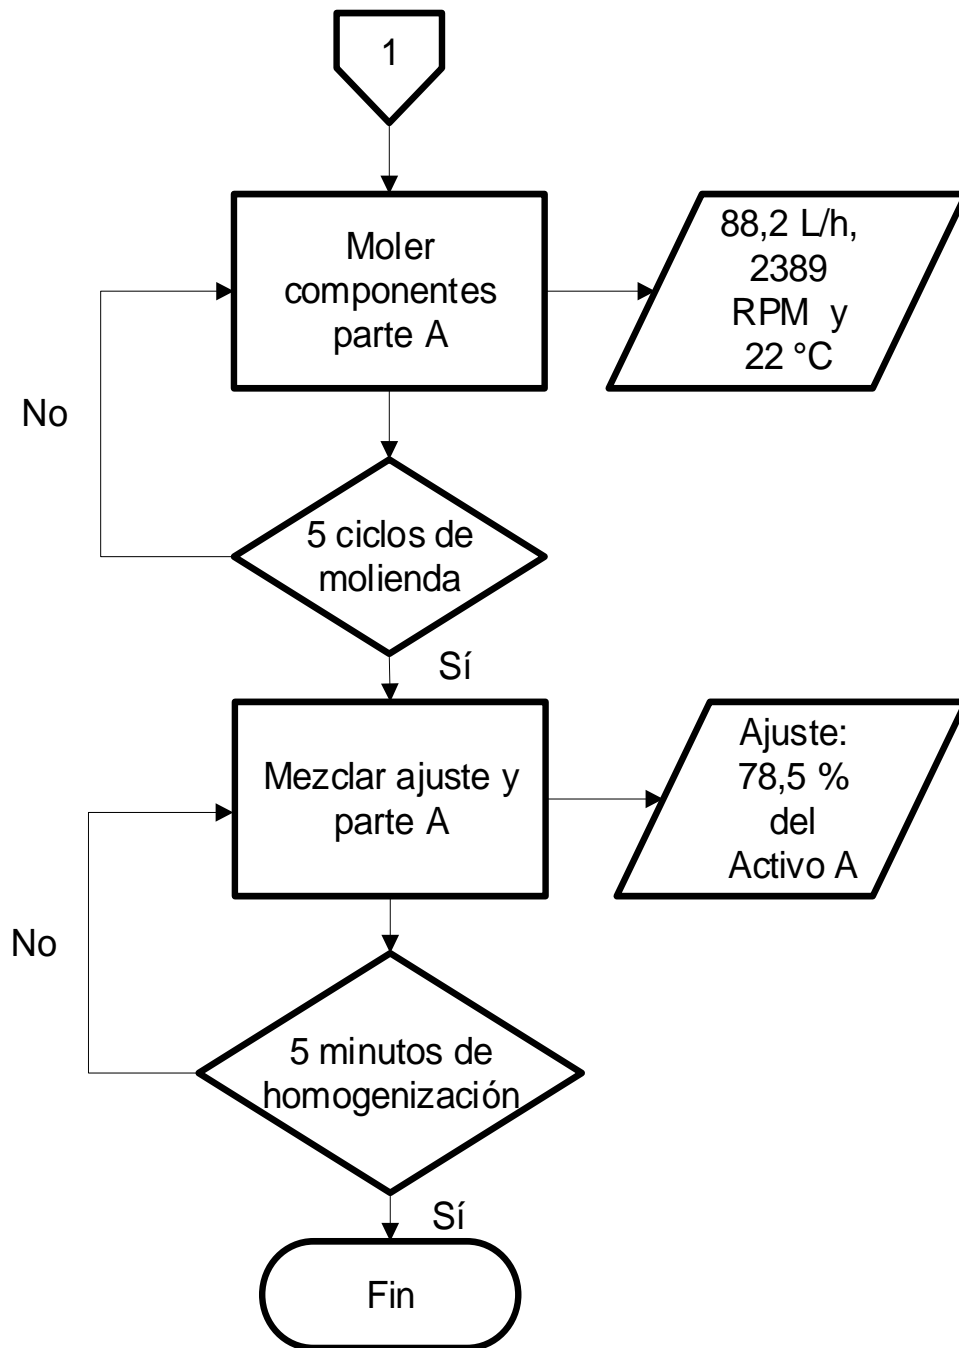 1
Moler
componentes
parte A
88,2 L/h,
2389
RPM y
22 °C
No
5 ciclos de
molienda
Sí
Mezclar ajuste y
parte A
Ajuste:
78,5 %
del
Activo A
No
5 minutos de
homogenización
Sí
Fin